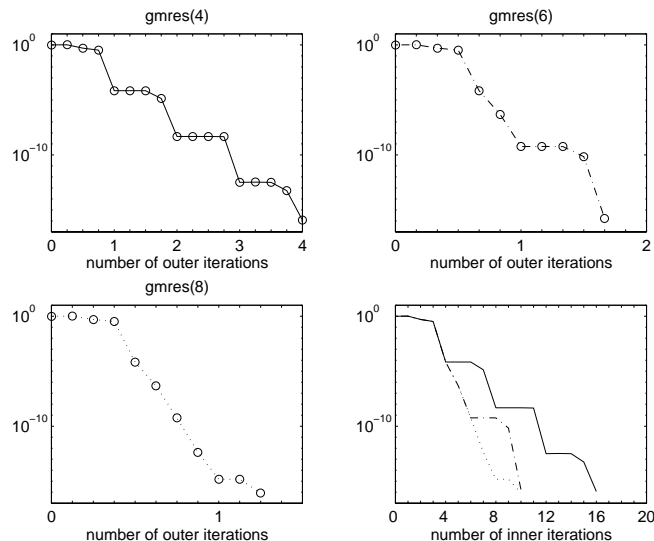 gmres(4)
10^0
10^-10
0 1 2 3 4
number of outer iterations
gmres(6)
10^0
10^-10
0 1 2
number of outer iterations
gmres(8)
10^0
10^-10
0 1
number of outer iterations
10^0
10^-10
0 4 8 12 16 20
number of inner iterations